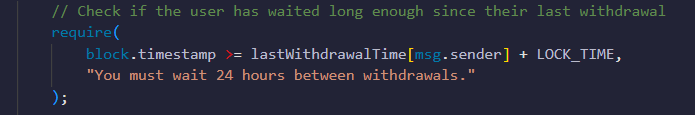 // Check if the user has waited long enough since their last withdrawal
require(
block.timestamp >= lastWithdrawalTime[msg.sender] + LOCK_TIME,
"You must wait 24 hours between withdrawals."
);